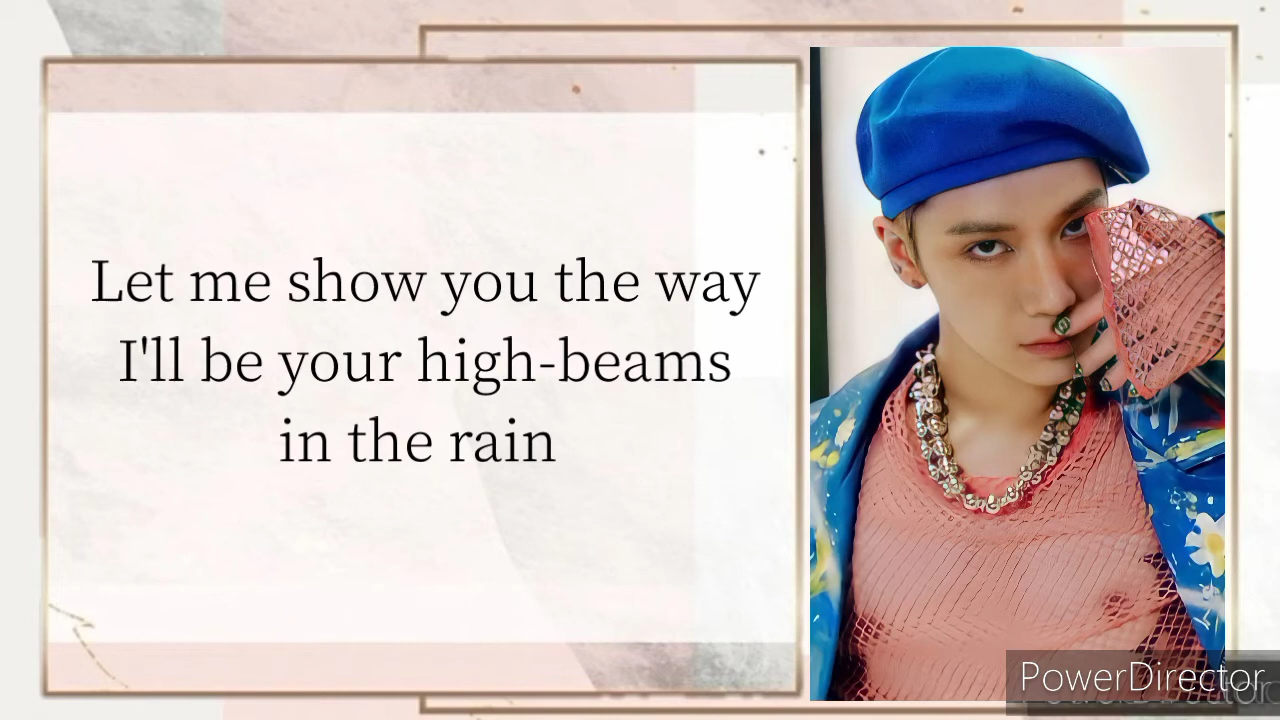 Let me show you the way
I'll be your high-beams
in the rain
PowerDirector